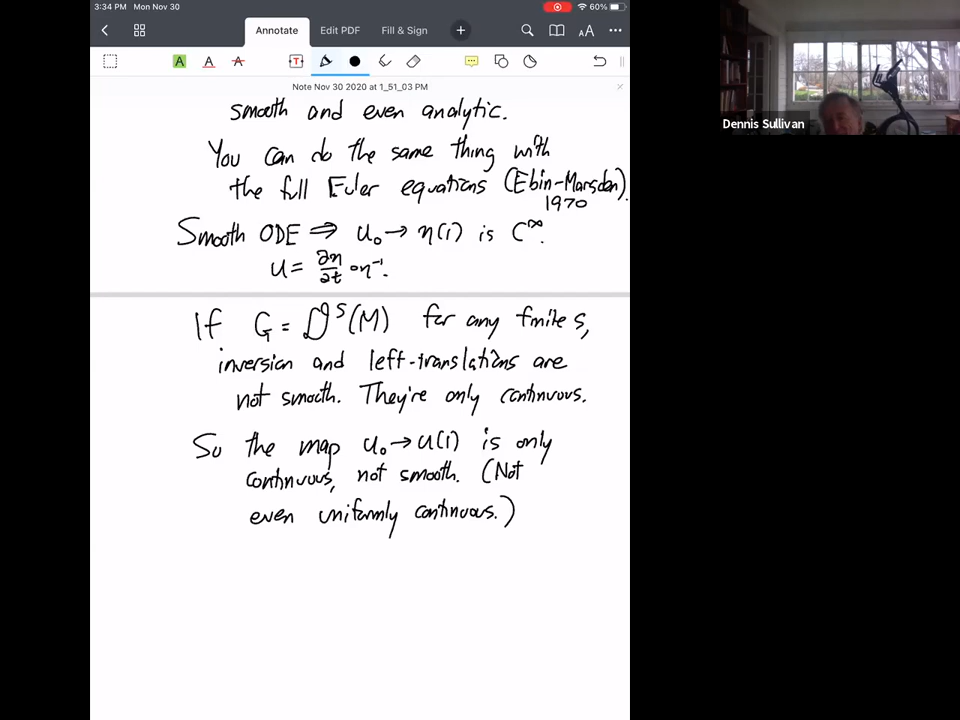 3:34 PM Mon Nov 30
60%
Annotate
Edit PDF
Fill & Sign
Note Nov 30 2020 at 1_51_03 PM
smooth and even analytic.
You can do the same thing with
the full Euler equations (Ebin-Marsden).
1970
Smooth ODE ⇒ u₀ → η(1) is C^∞.
u = ∂η/∂t ∘ η⁻¹.
If G = 𝒟^s(M) for any finite s,
inversion and left-translations are
not smooth. They're only continuous.
So the map u₀ → u(1) is only
continuous, not smooth. (Not
even uniformly continuous.)
Dennis Sullivan